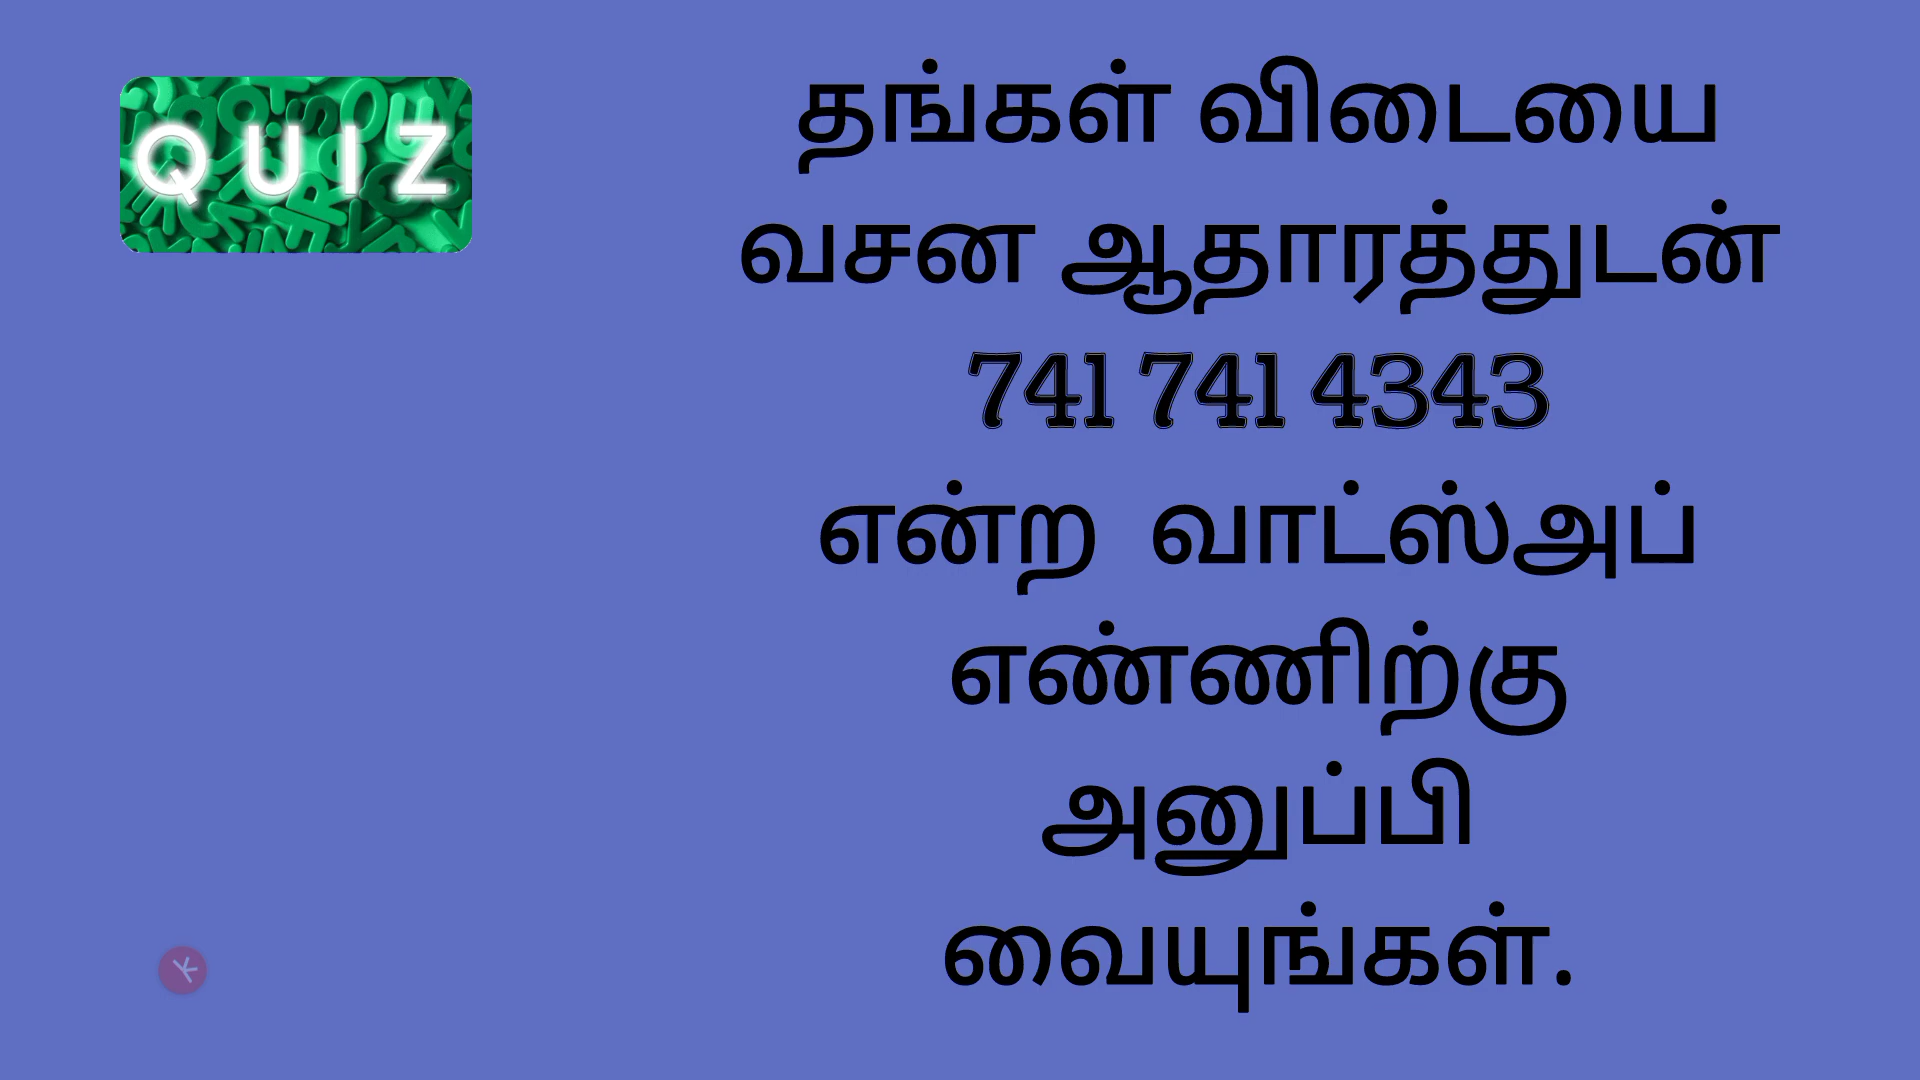 QUIZ
தங்கள் விடையை
வசன ஆதாரத்துடன்
741 741 4343
என்ற வாட்ஸ்அப்
எண்ணிற்கு
அனுப்பி
வையுங்கள்.